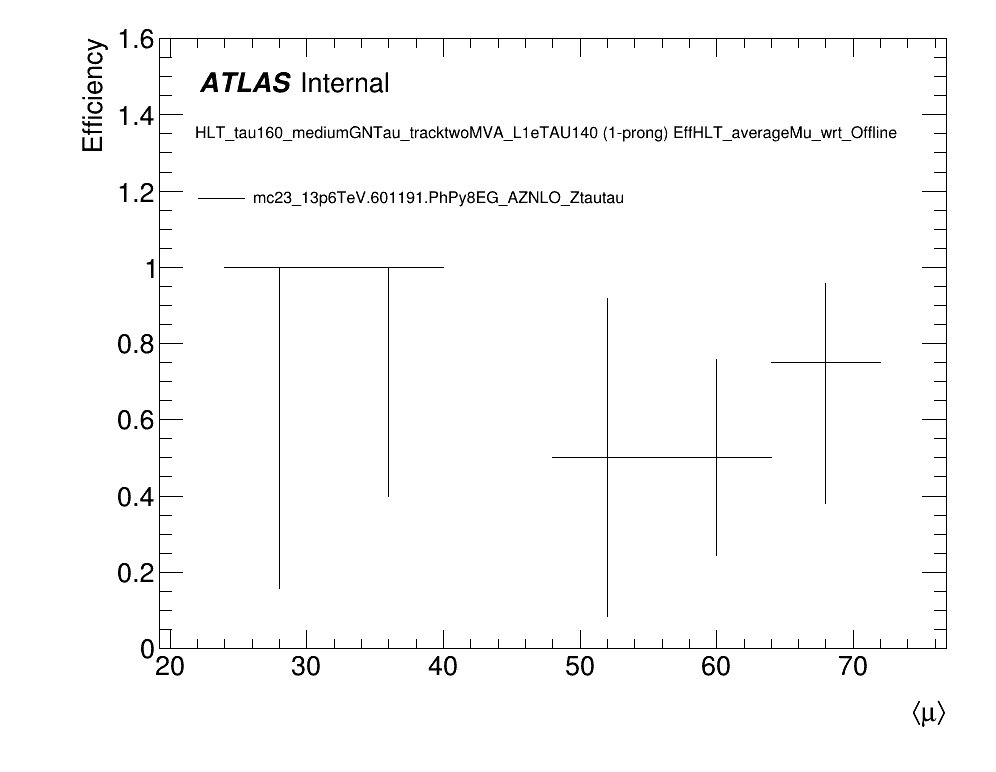 Efficiency
1.6
1.4
1.2
1
0.8
0.6
0.4
0.2
0
ATLAS Internal
HLT_tau160_mediumGNTau_tracktwoMVA_L1eTAU140 (1-prong) EffHLT_averageMu_wrt_Offline
mc23_13p6TeV.601191.PhPy8EG_AZNLO_Ztautau
20 30 40 50 60 70
⟨μ⟩